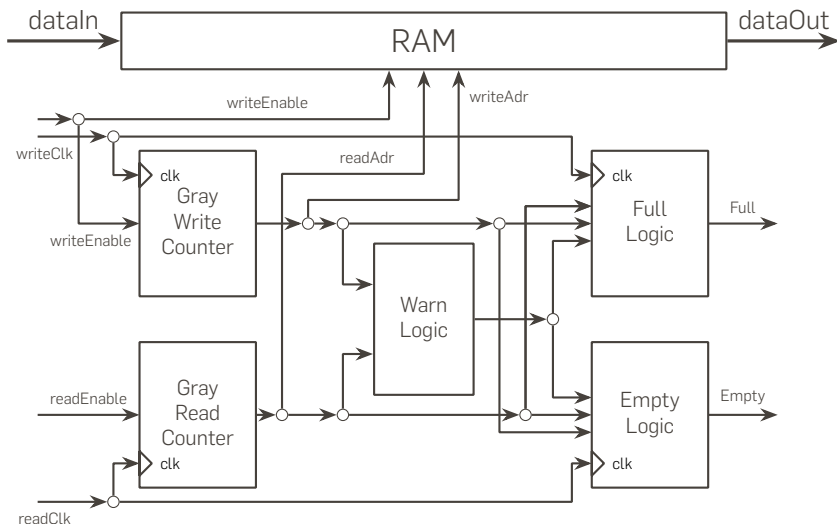 dataIn
RAM
dataOut
writeEnable
writeAdr
writeClk
readAdr
clk
Gray
Write
Counter
writeEnable
clk
Full
Logic
Full
Warn
Logic
readEnable
Gray
Read
Counter
clk
Empty
Logic
Empty
clk
readClk